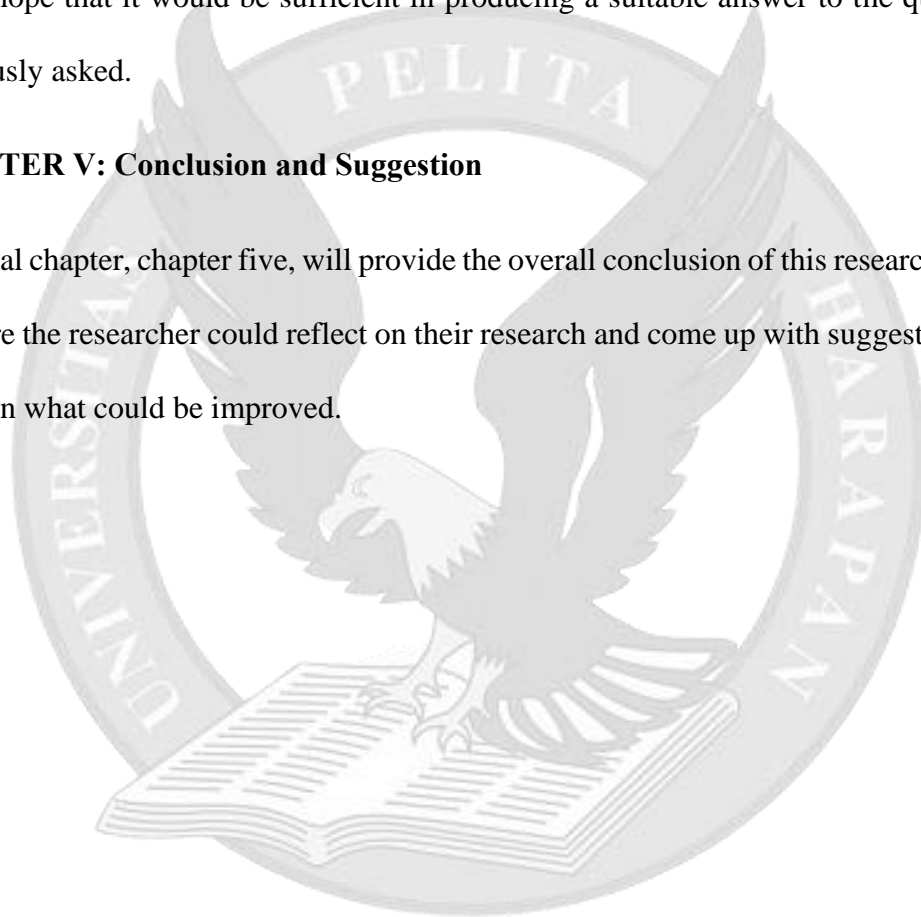 hope that it would be sufficient in producing a suitable answer to the q
usly asked.
TER V: Conclusion and Suggestion
al chapter, chapter five, will provide the overall conclusion of this researc
e the researcher could reflect on their research and come up with suggest
n what could be improved.
UNIVERSITAS PELITA HARAPAN